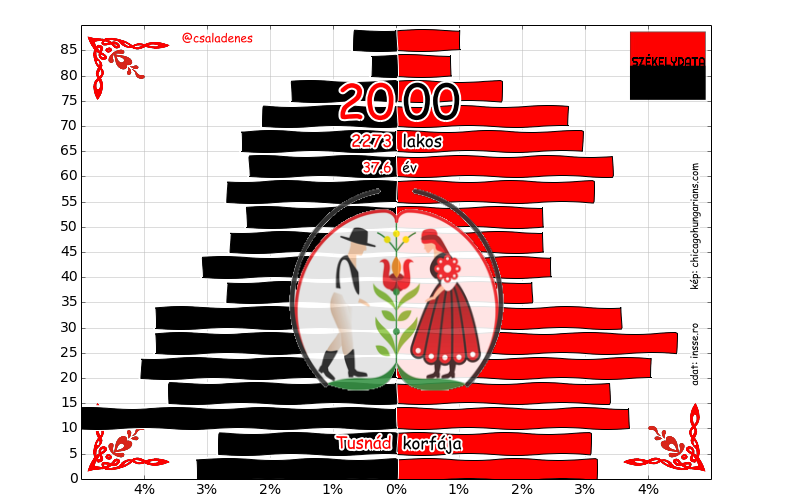 @csaladenes
SZÉKELYDATA
2000
2273 lakos
37.6 év
kép: chicagohungarians.com
adat: insse.ro
Tusnád korfája
85
80
75
70
65
60
55
50
45
40
35
30
25
20
15
10
5
0
4% 3% 2% 1% 0% 1% 2% 3% 4%